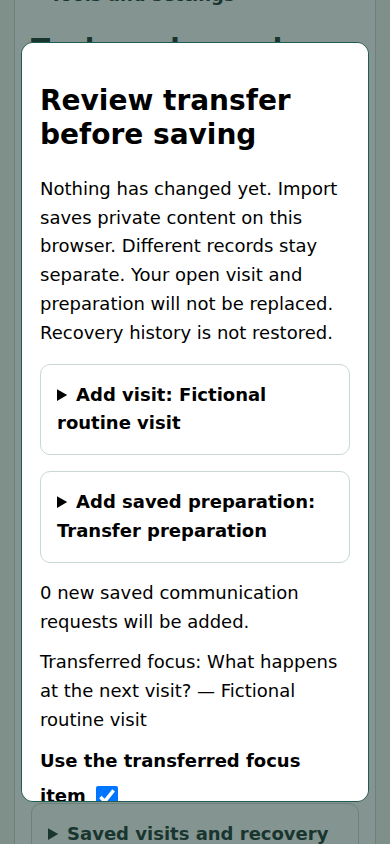 Review transfer
before saving
Nothing has changed yet. Import
saves private content on this
browser. Different records stay
separate. Your open visit and
preparation will not be replaced.
Recovery history is not restored.
Add visit: Fictional
routine visit
Add saved preparation:
Transfer preparation
0 new saved communication
requests will be added.
Transferred focus: What happens
at the next visit? — Fictional
routine visit
Use the transferred focus
item
Saved visits and recovery